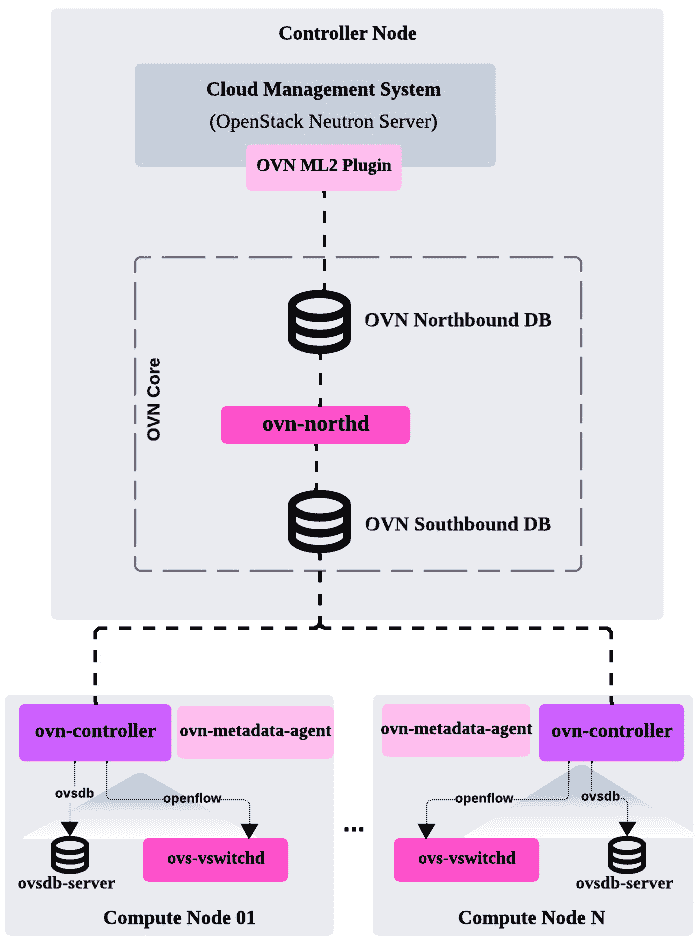 Controller Node
Cloud Management System
(OpenStack Neutron Server)
OVN ML2 Plugin
OVN Northbound DB
OVN Core
ovn-northd
OVN Southbound DB
ovn-controller
ovn-metadata-agent
ovsdb
openflow
ovsdb-server
ovs-vswitchd
Compute Node 01
...
ovn-metadata-agent
ovn-controller
openflow
ovsdb
ovs-vswitchd
ovsdb-server
Compute Node N